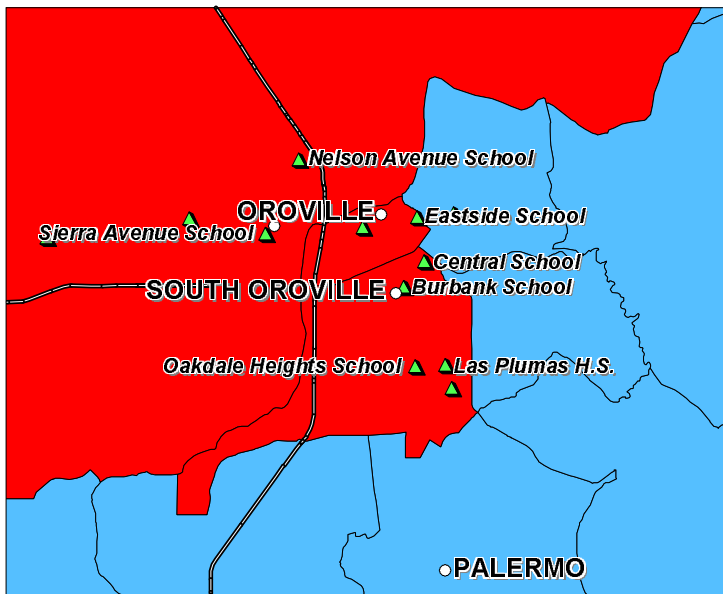 Nelson Avenue School
OROVILLE
Eastside School
Sierra Avenue School
Central School
SOUTH OROVILLE
Burbank School
Oakdale Heights School
Las Plumas H.S.
PALERMO